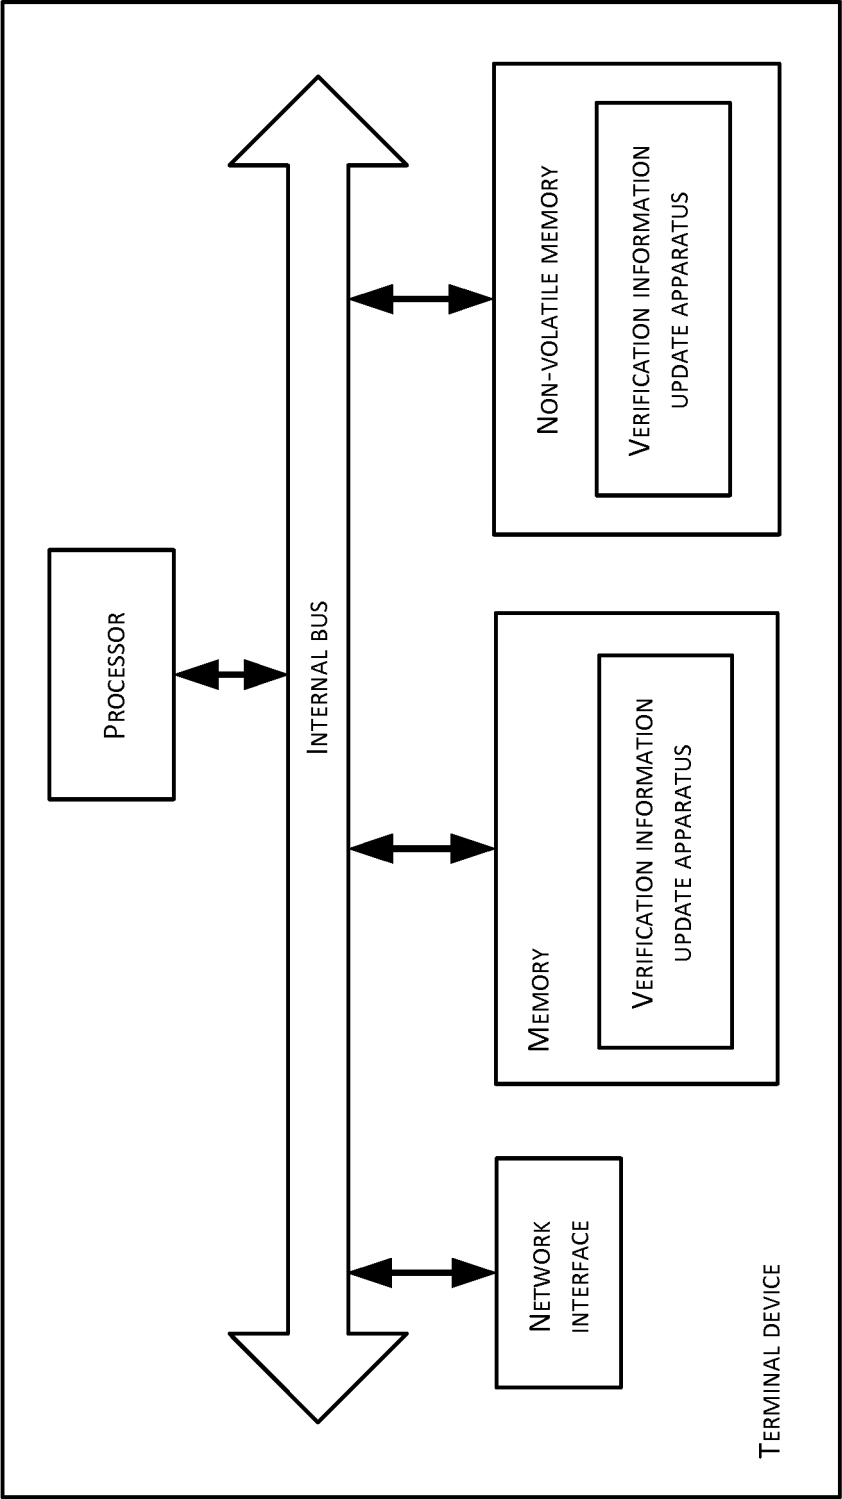 Processor
Internal bus
Network
interface
Memory
Verification information
update apparatus
Non-volatile memory
Verification information
update apparatus
Terminal device